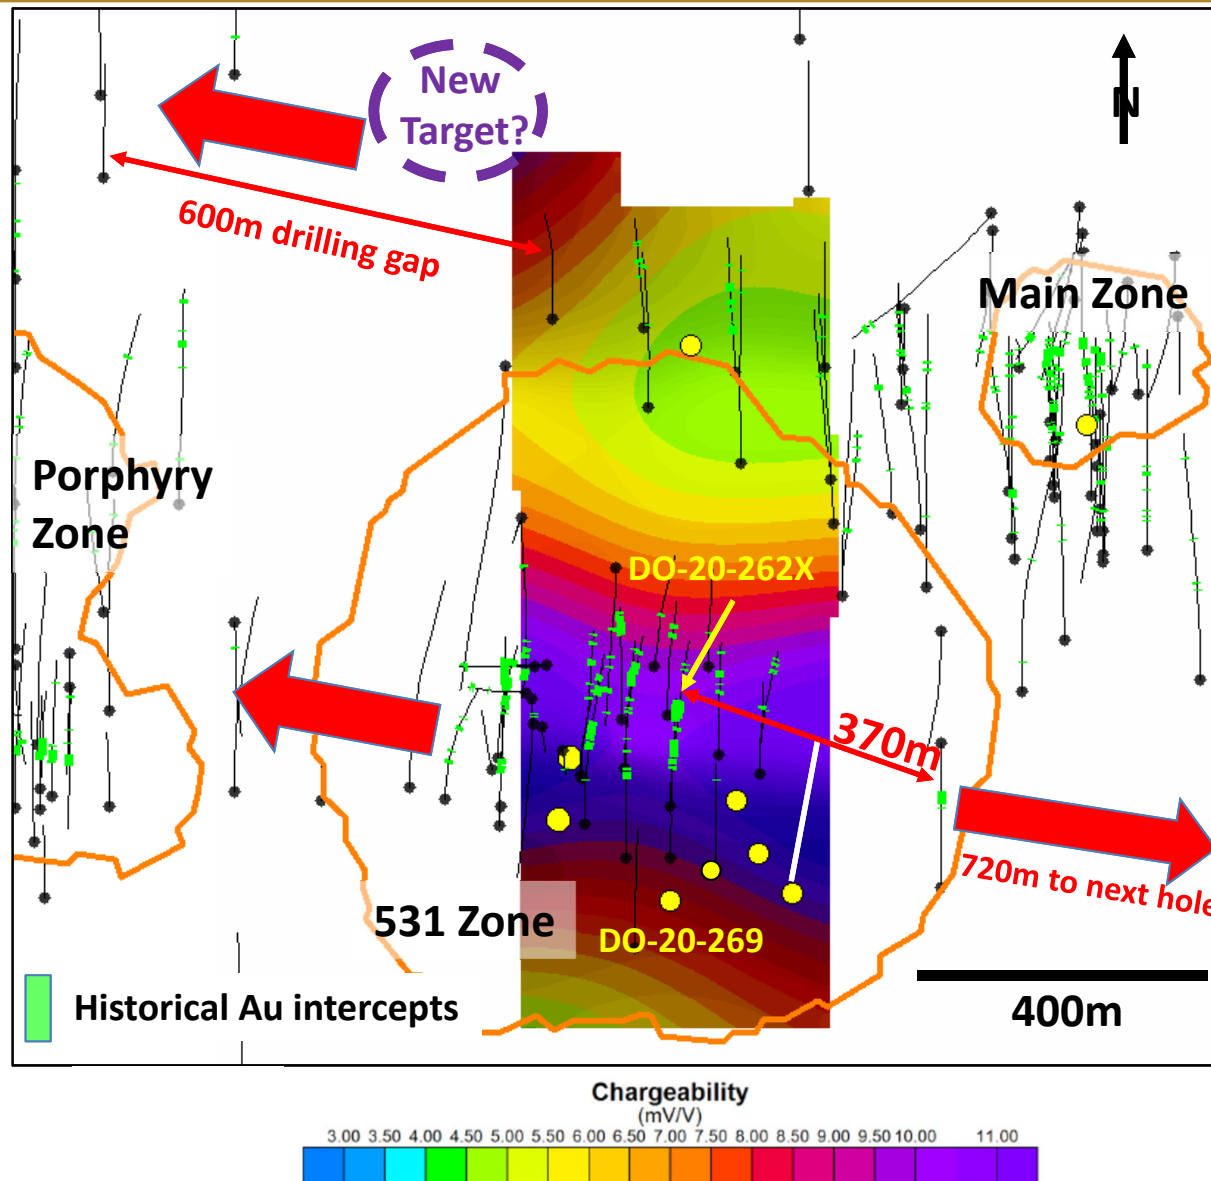 New
Target?
N
600m drilling gap
Main Zone
Porphyry
Zone
DO-20-262X
370m
720m to next hole
531 Zone
DO-20-269
Historical Au intercepts
400m
Chargeability
(mV/V)
3.00 3.50 4.00 4.50 5.00 5.50 6.00 6.50 7.00 7.50 8.00 8.50 9.00 9.50 10.00 11.00